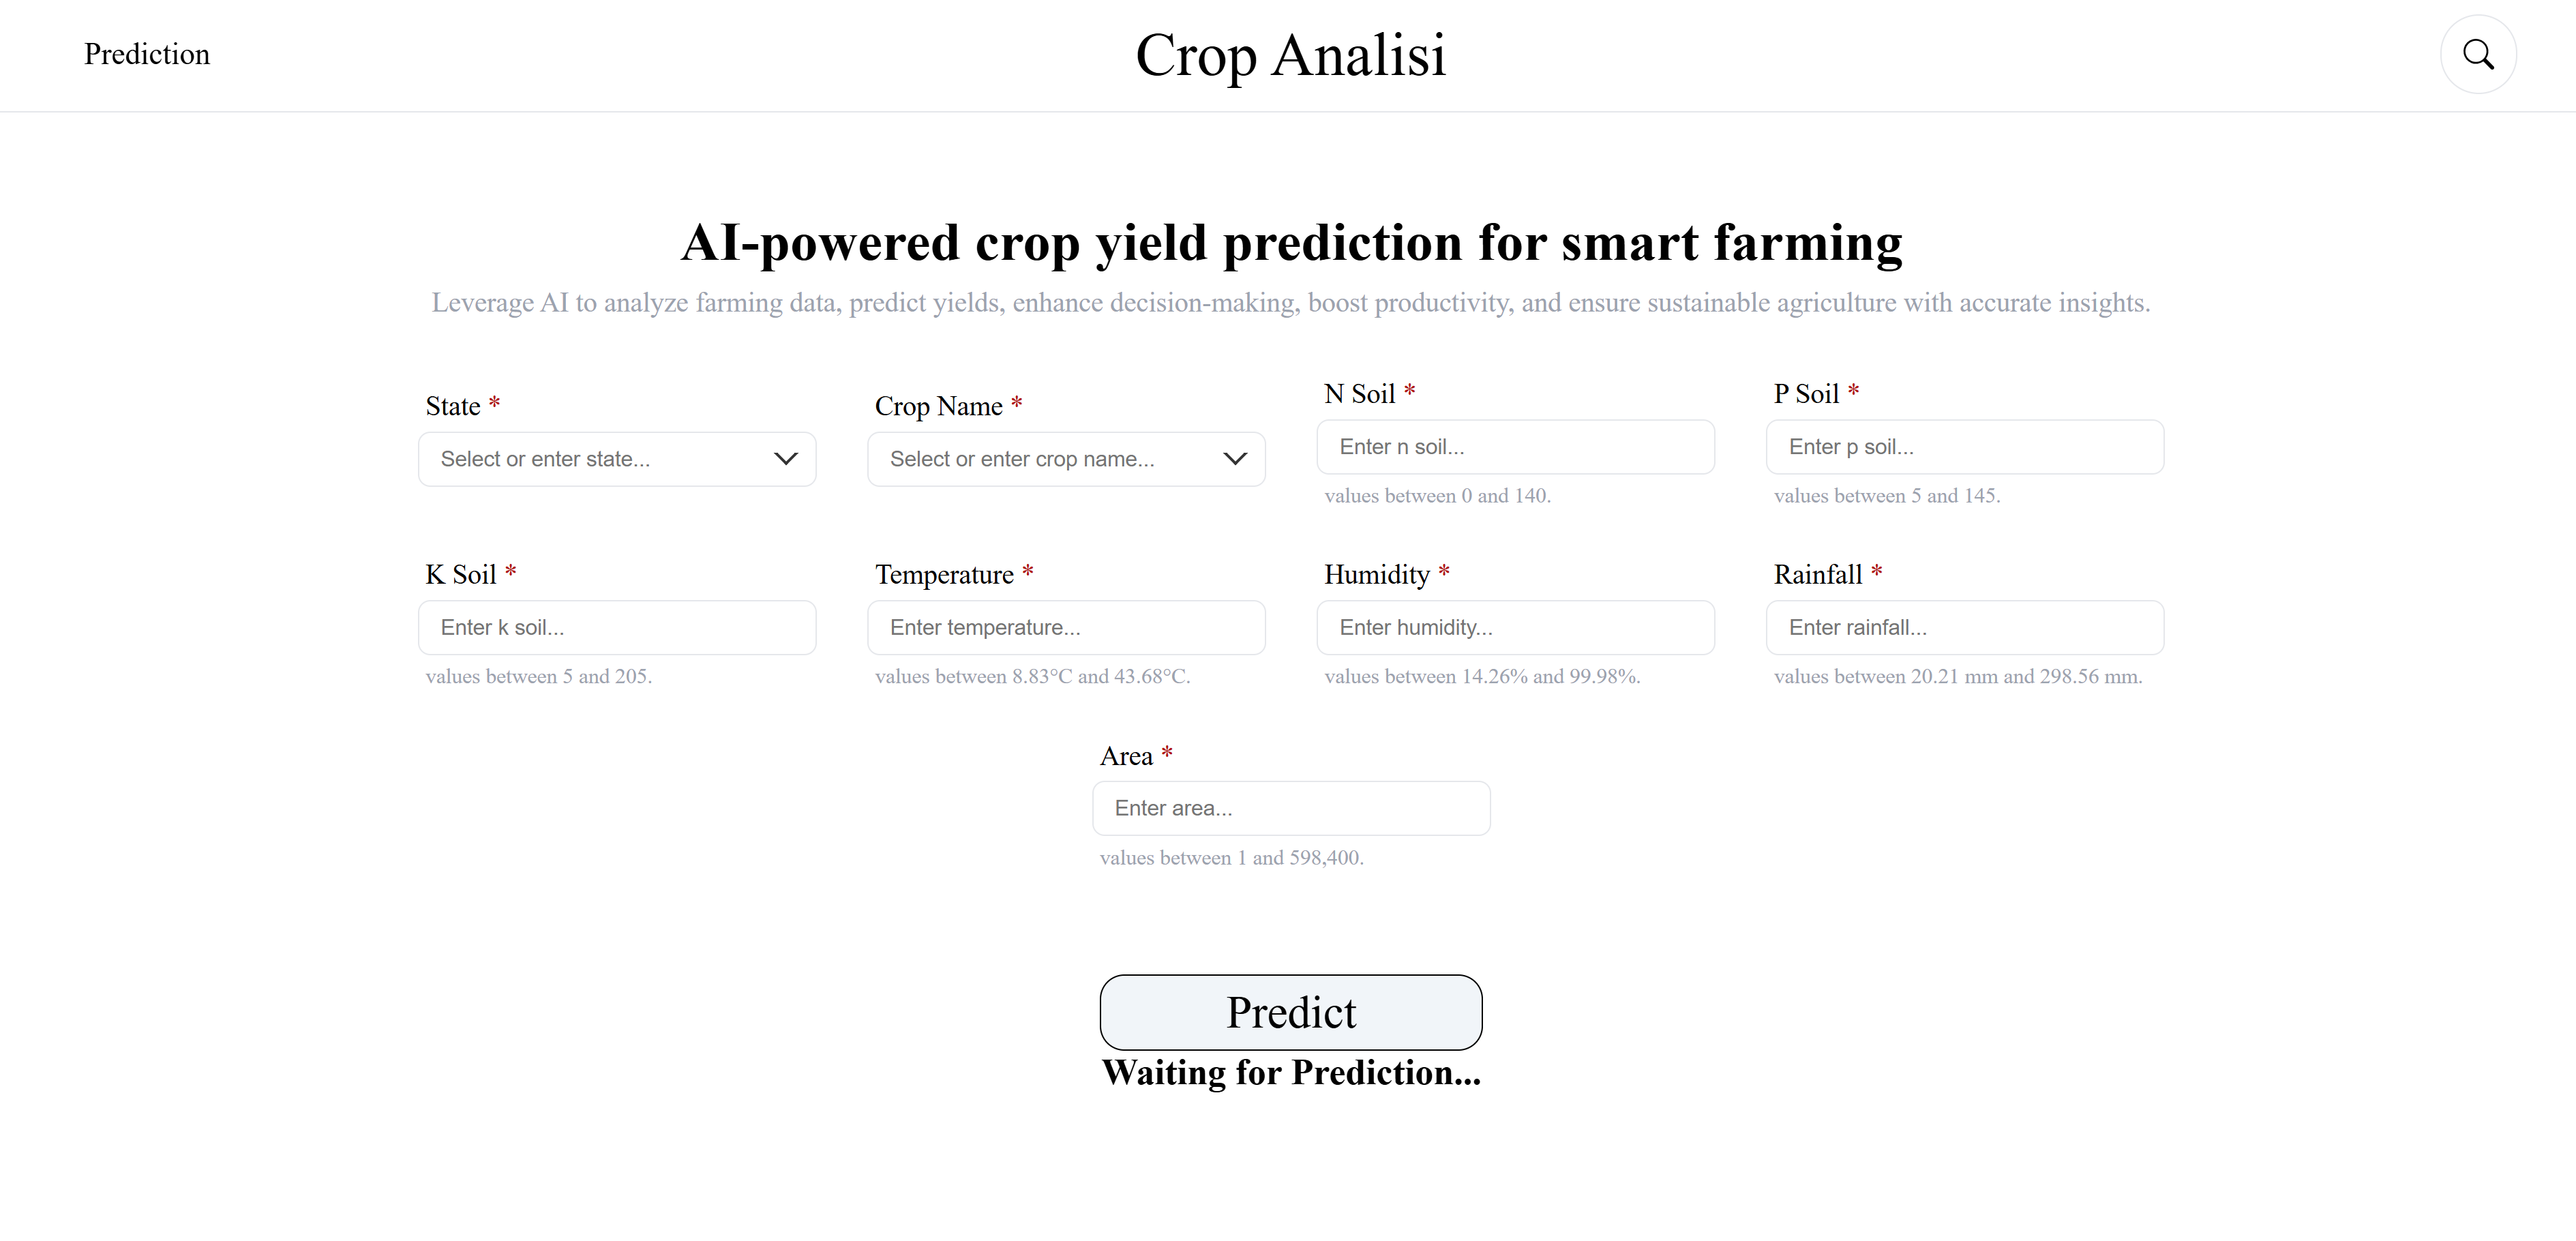 Prediction
Crop Analisi
AI-powered crop yield prediction for smart farming
Leverage AI to analyze farming data, predict yields, enhance decision-making, boost productivity, and ensure sustainable agriculture with accurate insights.
State *
Select or enter state...
Crop Name *
Select or enter crop name...
N Soil *
Enter n soil...
values between 0 and 140.
P Soil *
Enter p soil...
values between 5 and 145.
K Soil *
Enter k soil...
values between 5 and 205.
Temperature *
Enter temperature...
values between 8.83°C and 43.68°C.
Humidity *
Enter humidity...
values between 14.26% and 99.98%.
Rainfall *
Enter rainfall...
values between 20.21 mm and 298.56 mm.
Area *
Enter area...
values between 1 and 598,400.
Predict
Waiting for Prediction...